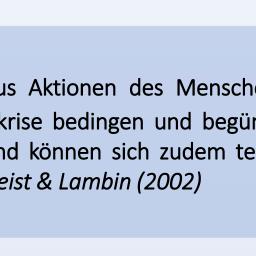 us Aktionen des Mensche
krise bedingen und begün
nd können sich zudem te
eist & Lambin (2002)